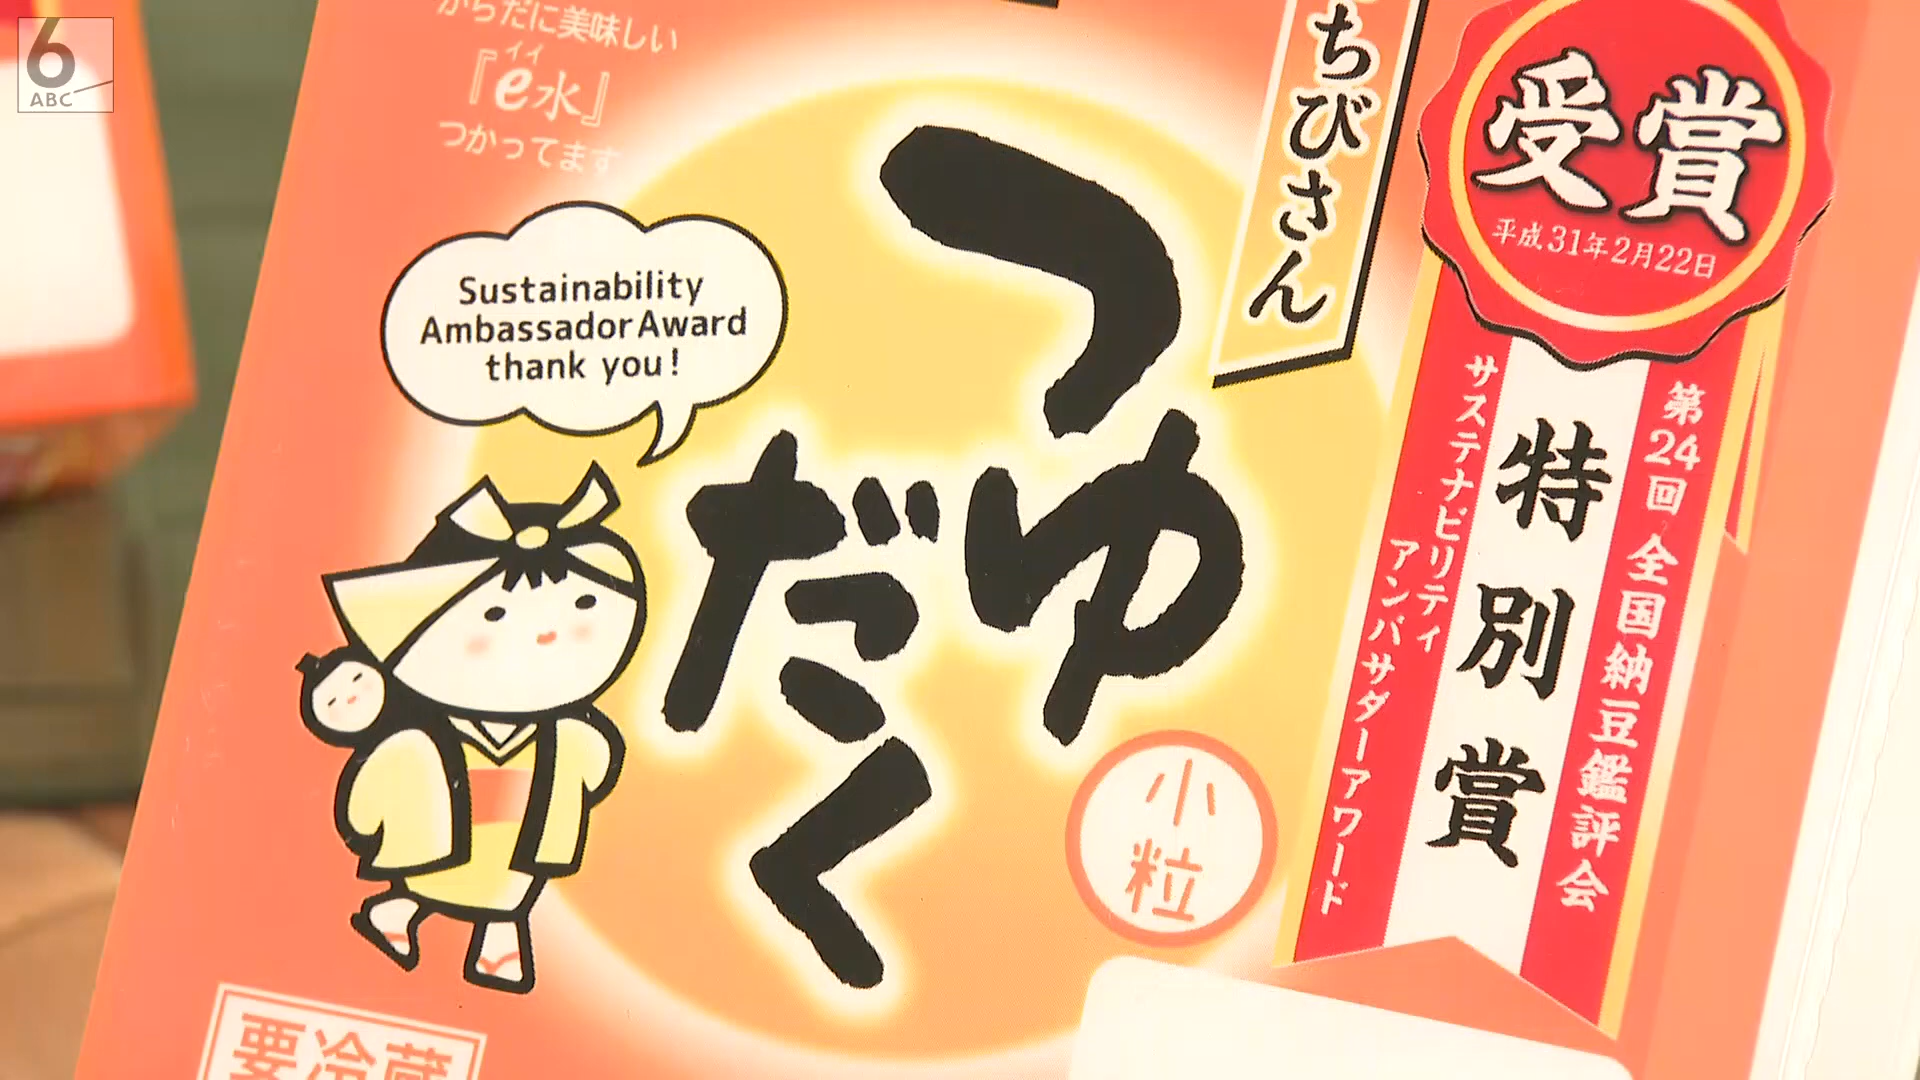 6
ABC
からだに美味しい
イイ
『e水』
つかってます
Sustainability
Ambassador Award
thank you!
ちびさん
つゆ
だく
小粒
受賞
平成31年2月22日
第24回 全国納豆鑑評会
特別賞
サステナビリティ
アンバサダーアワード
要冷蔵